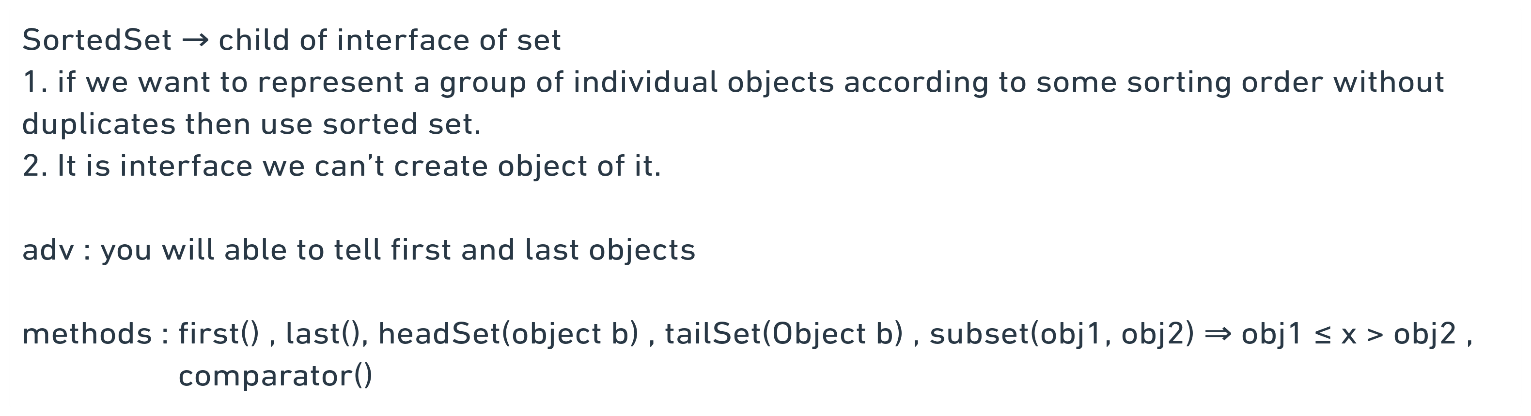 SortedSet → child of interface of set
1. if we want to represent a group of individual objects according to some sorting order without
duplicates then use sorted set.
2. It is interface we can't create object of it.
adv : you will able to tell first and last objects
methods : first() , last(), headSet(object b) , tailSet(Object b) , subset(obj1, obj2) ⇒ obj1 ≤ x > obj2 ,
comparator()